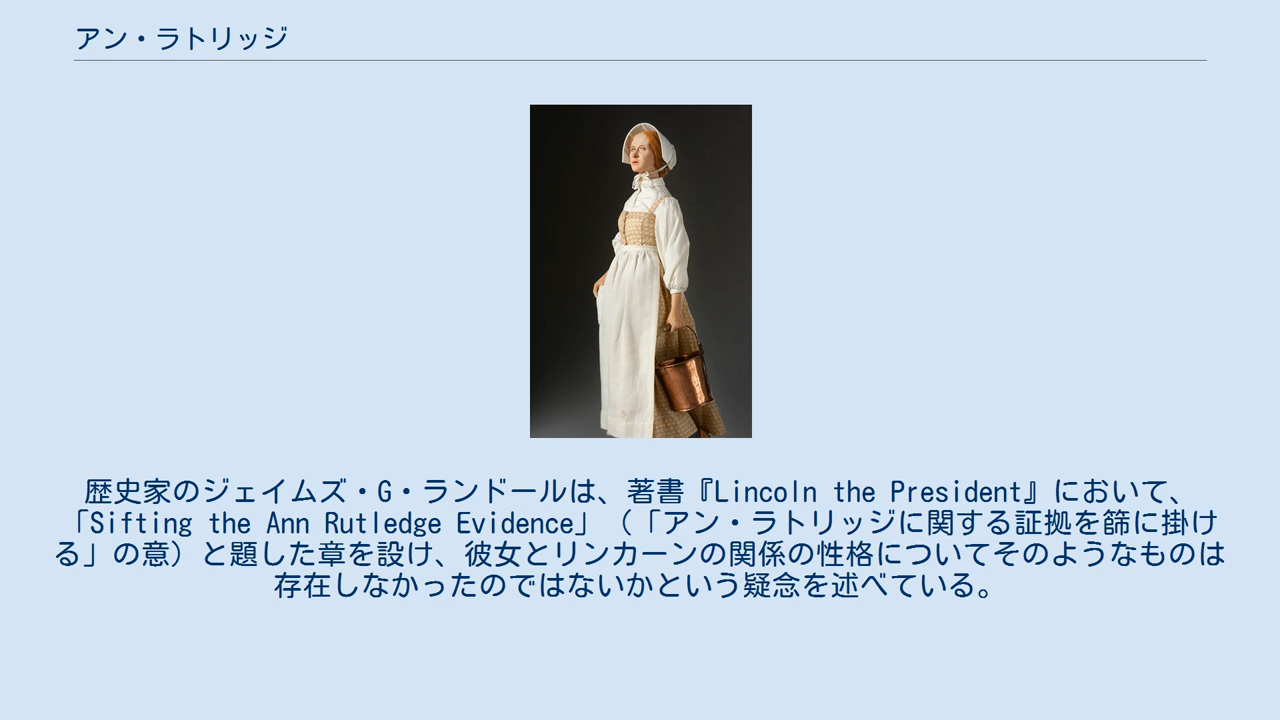 アン・ラトリッジ
歴史家のジェイムズ・G・ランドールは、著書『Lincoln the President』において、
「Sifting the Ann Rutledge Evidence」（「アン・ラトリッジに関する証拠を篩に掛け
る」の意）と題した章を設け、彼女とリンカーンの関係の性格についてそのようなものは
存在しなかったのではないかという疑念を述べている。